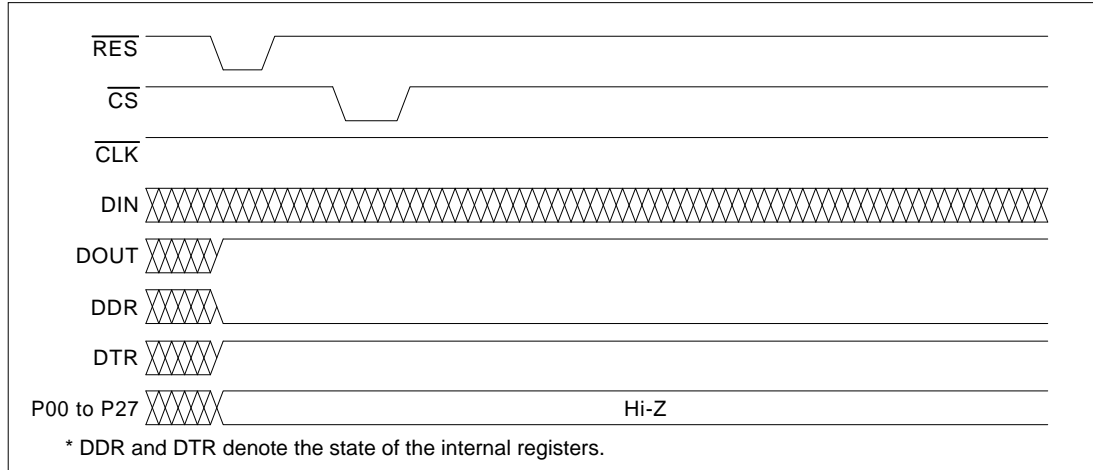 RES
CS
CLK
DIN
DOUT
DDR
DTR
P00 to P27 Hi-Z
* DDR and DTR denote the state of the internal registers.